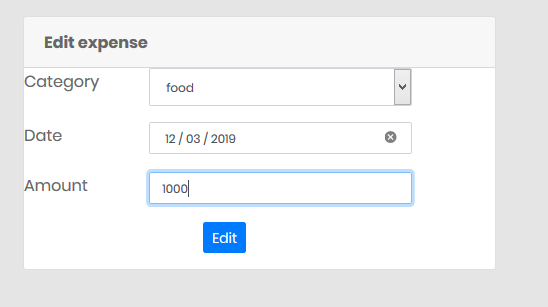 Edit expense
Category food
Date 12 / 03 / 2019
Amount 1000
Edit